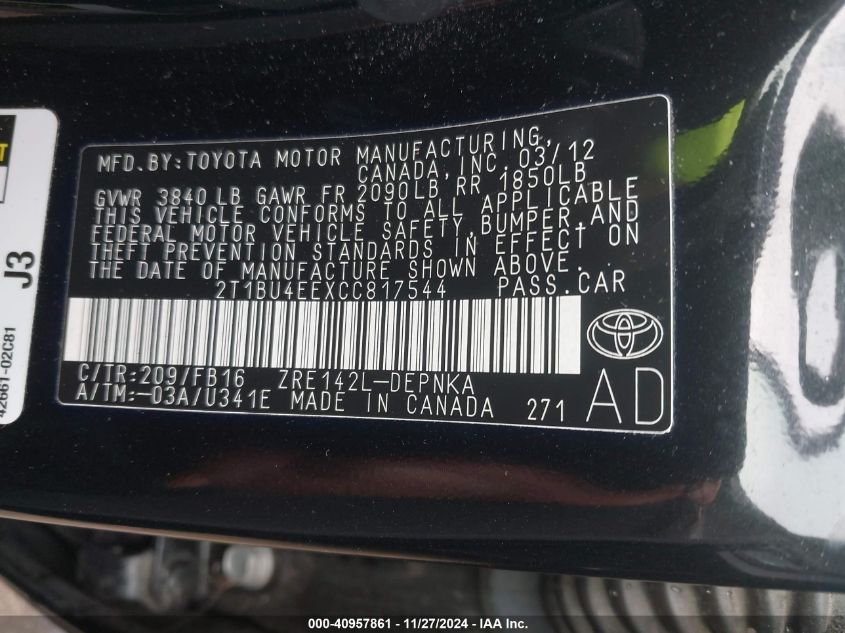 MFD. BY: TOYOTA MOTOR MANUFACTURING,
CANADA, INC. 03/12
GVWR 3840 LB GAWR FR 2090LB RR 1850LB
THIS VEHICLE CONFORMS TO ALL APPLICABLE
FEDERAL MOTOR VEHICLE SAFETY, BUMPER, AND
THEFT PREVENTION STANDARDS IN EFFECT ON
THE DATE OF MANUFACTURE SHOWN ABOVE.
2T1BU4EEXCC817544 PASS. CAR
C/TR: 209/FB16 ZRE142L-DEPNKA
A/TM: -03A/U341E MADE IN CANADA 271
AD
J3
42661-02C81
000-40957861 - 11/27/2024 - IAA Inc.